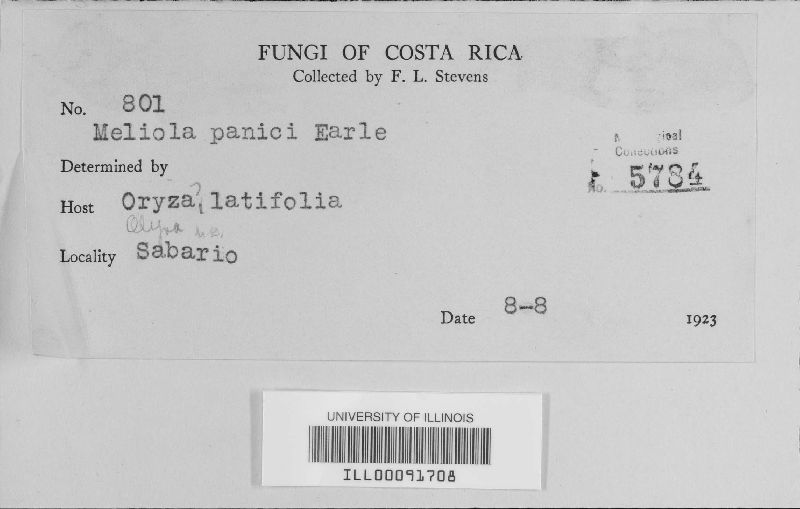 FUNGI OF COSTA RICA
Collected by F. L. Stevens
No. 801
Meliola panici Earle
Determined by
Host Oryza ? latifolia
Olyra
Locality Sabario
Date 8-8 1923
Collections
No. 5784
UNIVERSITY OF ILLINOIS
ILL00091708